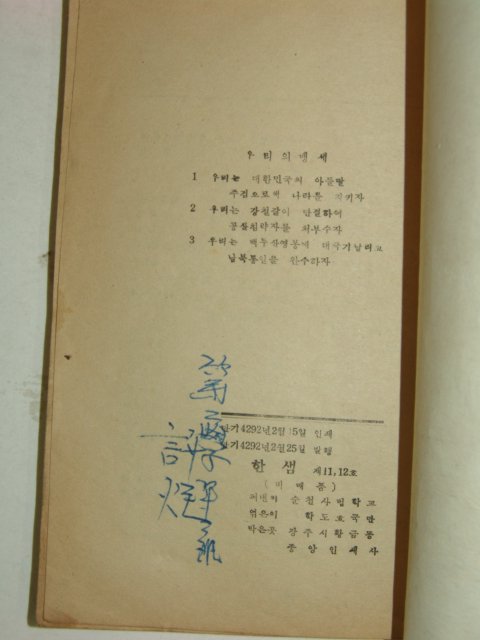 우리의 맹세
1 우리는 대한민국의 아들딸
주검으로써 나라를 지키자
2 우리는 강철같이 단결하여
공산침략자를 쳐부수자
3 우리는 백두산영봉에 태극기날리고
남북통일을 완수하자
단기4292년2월15일 인쇄
단기4292년2월25일 발행
한샘 제11,12호
(비매품)
펴낸이 순천사범학교
엮은이 학도호국단
박은곳 광주시황금동
중앙인쇄사